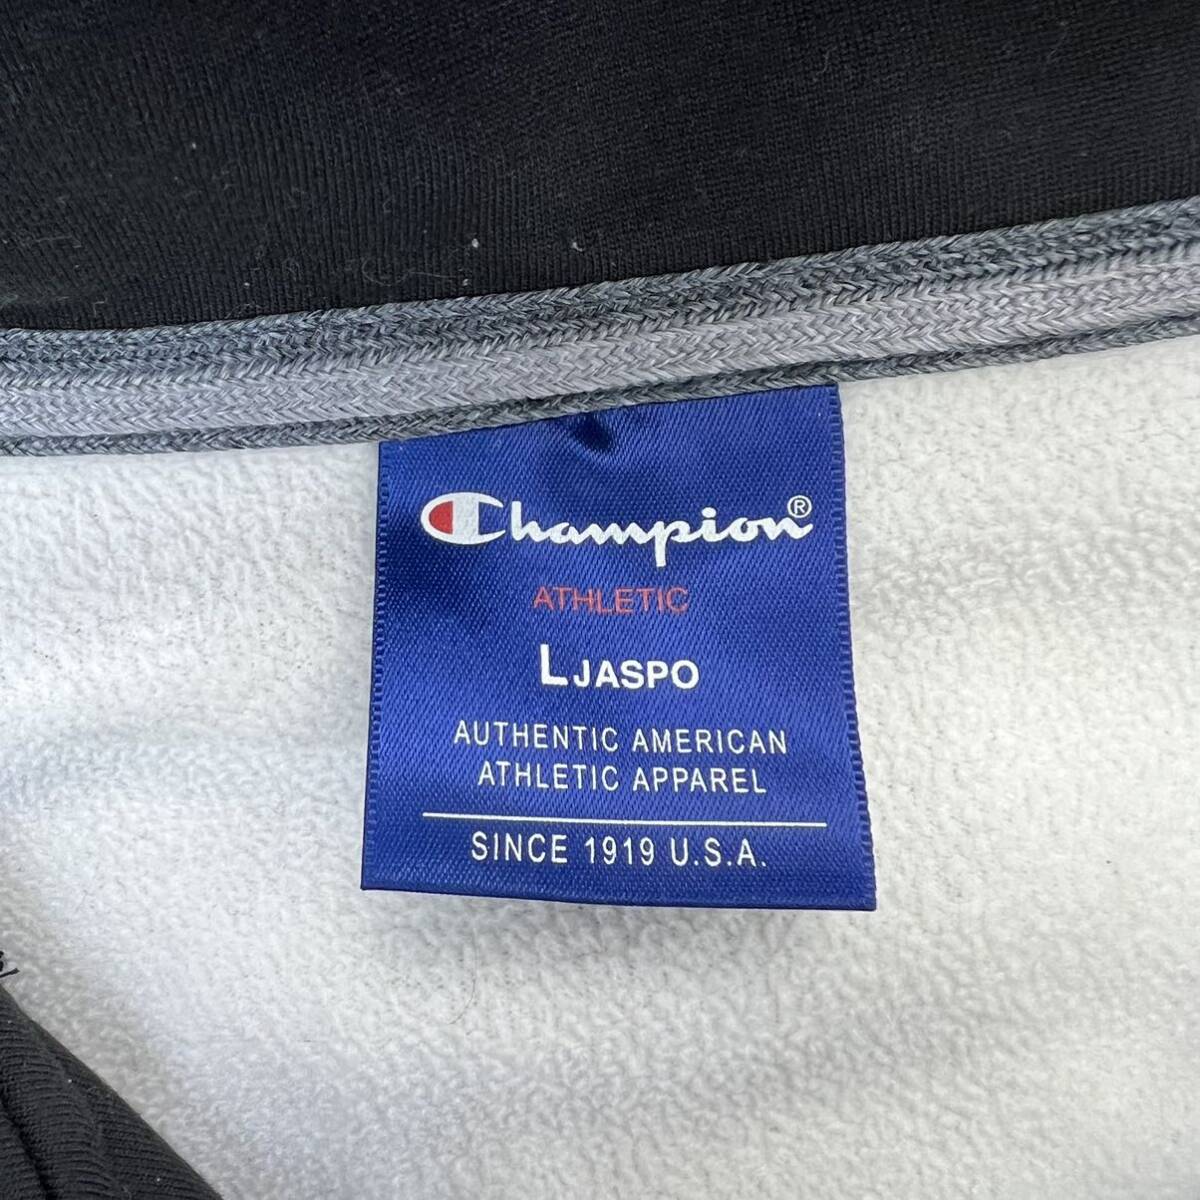 Champion®
ATHLETIC
L JASPO
AUTHENTIC AMERICAN
ATHLETIC APPAREL
SINCE 1919 U.S.A.